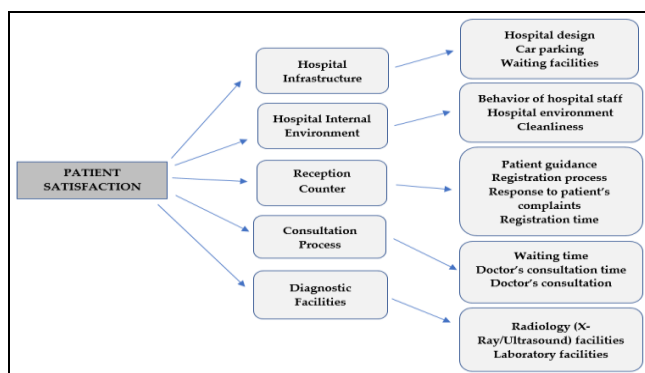 PATIENT
SATISFACTION
Hospital
Infrastructure
Hospital Internal
Environment
Reception
Counter
Consultation
Process
Diagnostic
Facilities
Hospital design
Car parking
Waiting facilities
Behavior of hospital staff
Hospital environment
Cleanliness
Patient guidance
Registration process
Response to patient's
complaints
Registration time
Waiting time
Doctor's consultation time
Doctor's consultation
Radiology (X-
Ray/Ultrasound) facilities
Laboratory facilities